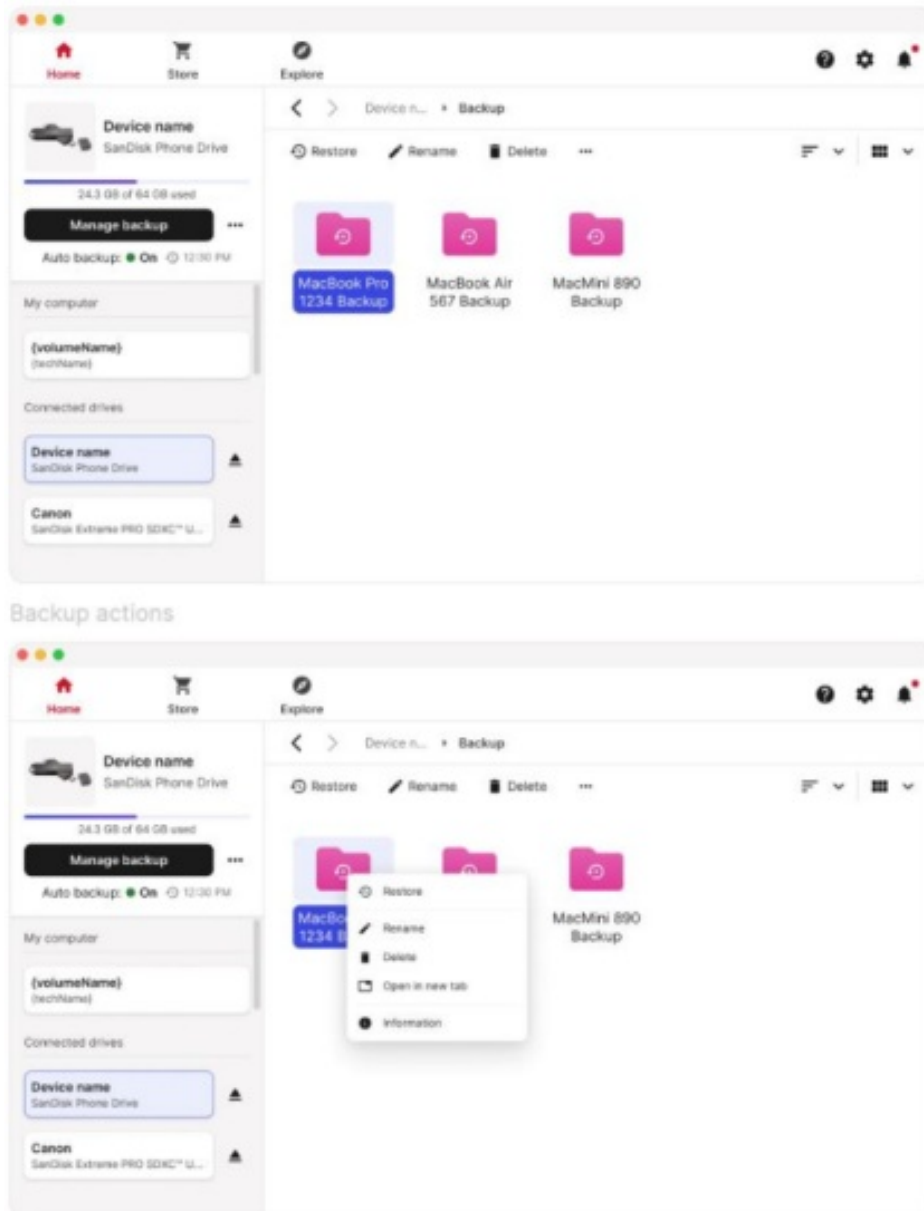 Home
Store
Explore
Device name
SanDisk Phone Drive
24.3 GB of 64 GB used
Manage backup
Auto backup: On 12:30 PM
My computer
{volumeName}
{techName}
Connected drives
Device name
SanDisk Phone Drive
Canon
SanDisk Extreme PRO SDXC™ U...
Device n... Backup
Restore Rename Delete
MacBook Pro
1234 Backup
MacBook Air
567 Backup
MacMini 890
Backup
Backup actions
Home
Store
Explore
Device name
SanDisk Phone Drive
24.3 GB of 64 GB used
Manage backup
Auto backup: On 12:30 PM
My computer
{volumeName}
{techName}
Connected drives
Device name
SanDisk Phone Drive
Canon
SanDisk Extreme PRO SDXC™ U...
Device n... Backup
Restore Rename Delete
MacBo
1234 B
Restore
Rename
Delete
Open in new tab
Information
MacMini 890
Backup